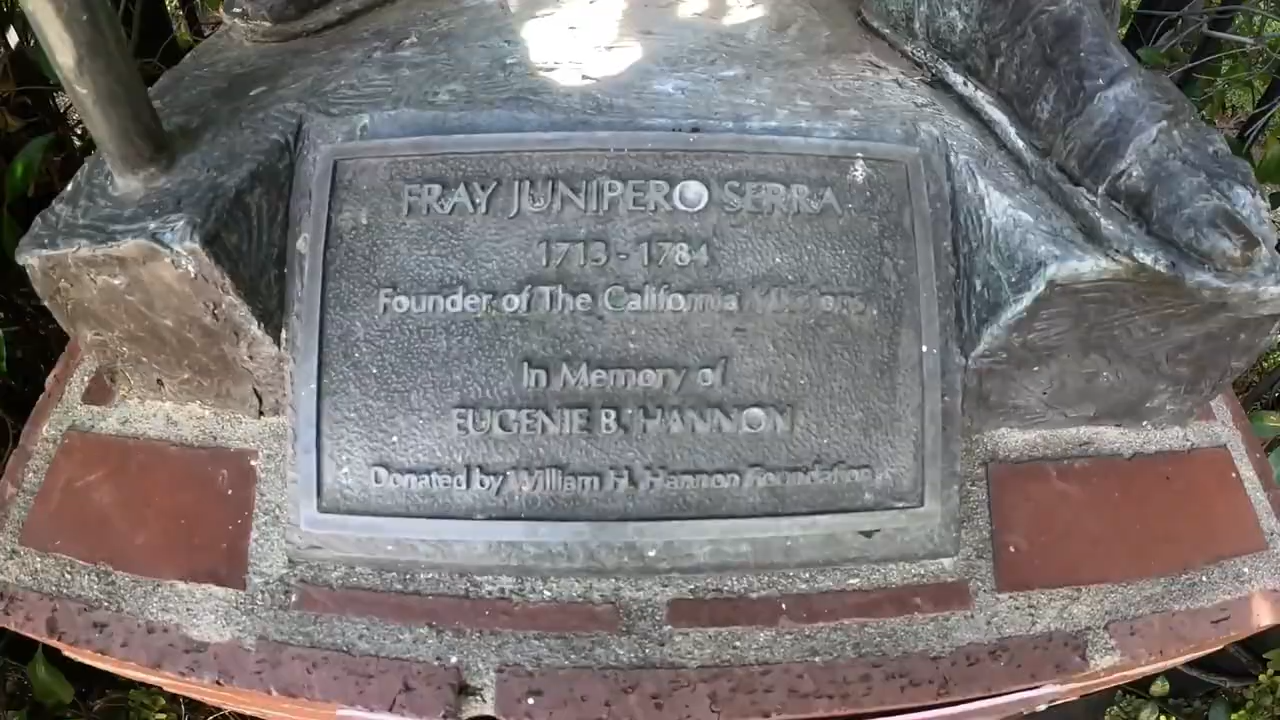 FRAY JUNIPERO SERRA
1713 - 1784
Founder of The California Missions
In Memory of
EUGENIE B. HANNON
Donated by William H. Hannon Foundation